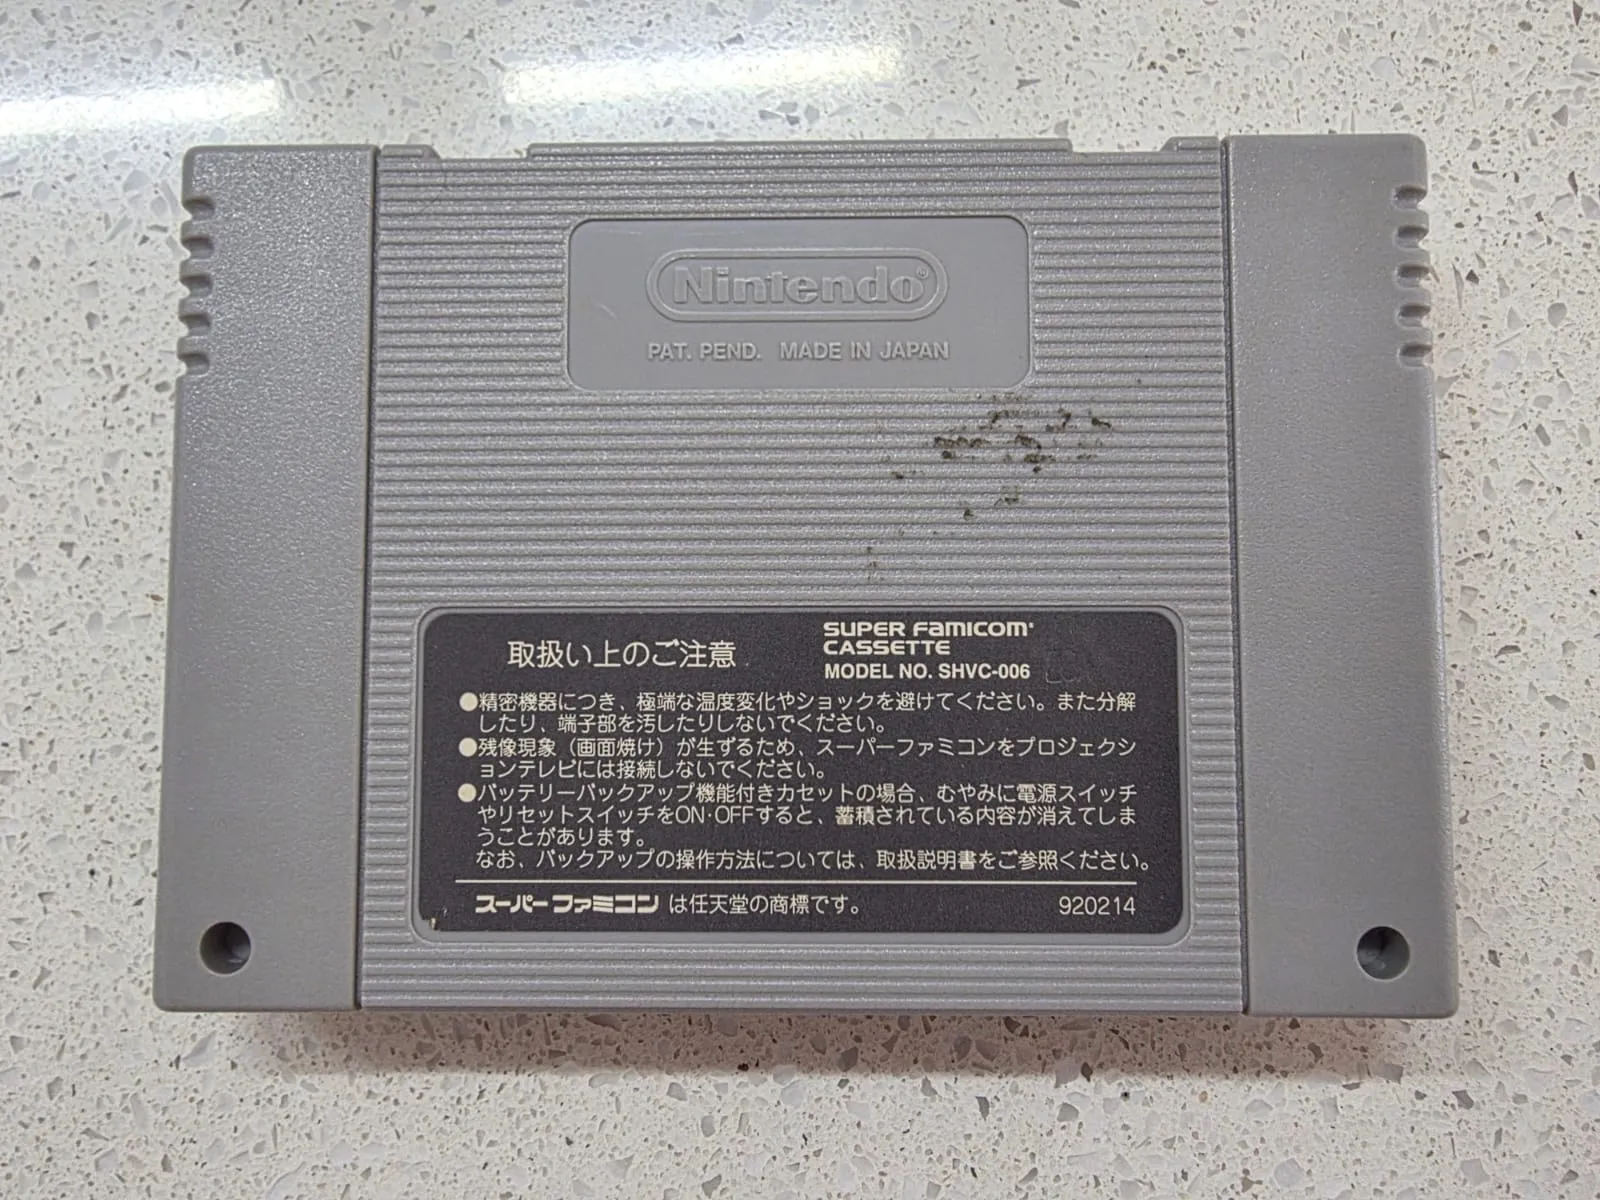 Nintendo®
PAT. PEND. MADE IN JAPAN
取扱い上のご注意
SUPER FAMICOM
CASSETTE
MODEL NO. SHVC-006
●精密機器につき、極端な温度変化やショックを避けてください。また分解
したり、端子部を汚したりしないでください。
●残像現象（画面焼け）が生ずるため、スーパーファミコンをプロジェクシ
ョンテレビには接続しないでください。
●バッテリーバックアップ機能付きカセットの場合、むやみに電源スイッチ
やリセットスイッチをON・OFFすると、蓄積されている内容が消えてしま
うことがあります。
なお、バックアップの操作方法については、取扱説明書をご参照ください。
スーパーファミコンは任天堂の商標です。
920214